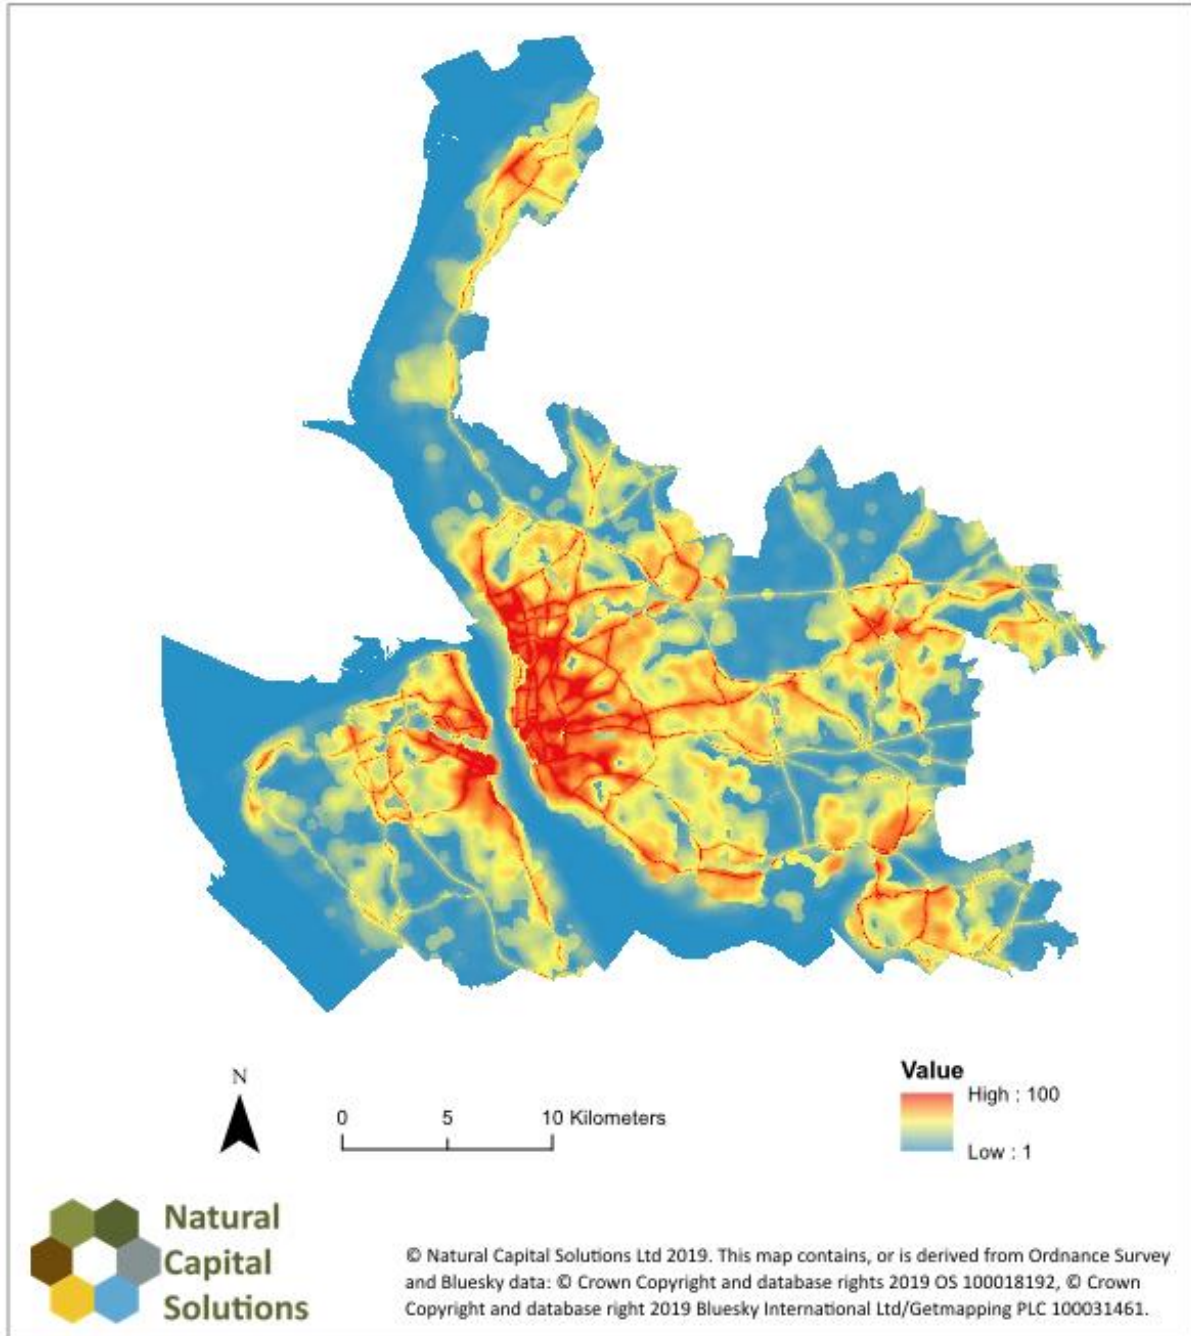 N
0 5 10 Kilometers
Value
High : 100
Low : 1
Natural
Capital
Solutions
© Natural Capital Solutions Ltd 2019. This map contains, or is derived from Ordnance Survey
and Bluesky data: © Crown Copyright and database rights 2019 OS 100018192, © Crown
Copyright and database right 2019 Bluesky International Ltd/Getmapping PLC 100031461.